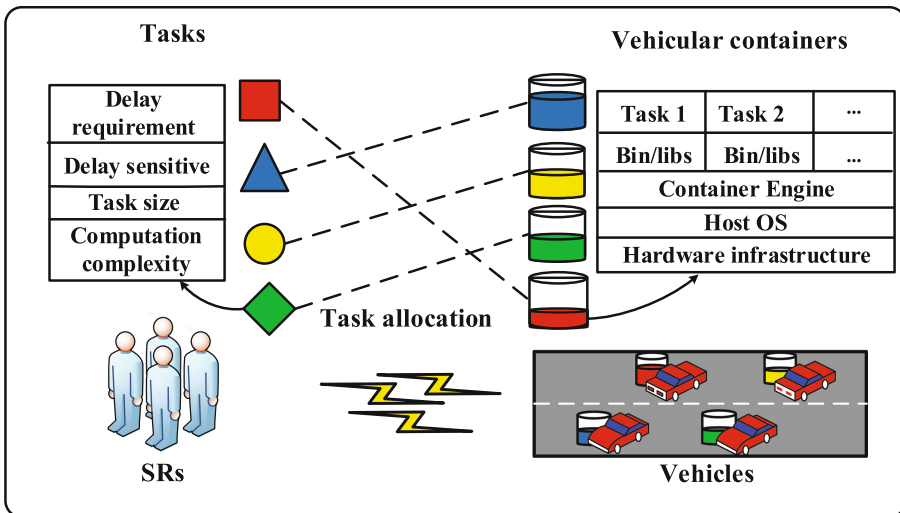 Tasks
Vehicular containers
Delay
requirement
Delay sensitive
Task size
Computation
complexity
Task 1 Task 2 ...
Bin/libs Bin/libs ...
Container Engine
Host OS
Hardware infrastructure
Task allocation
SRs
Vehicles